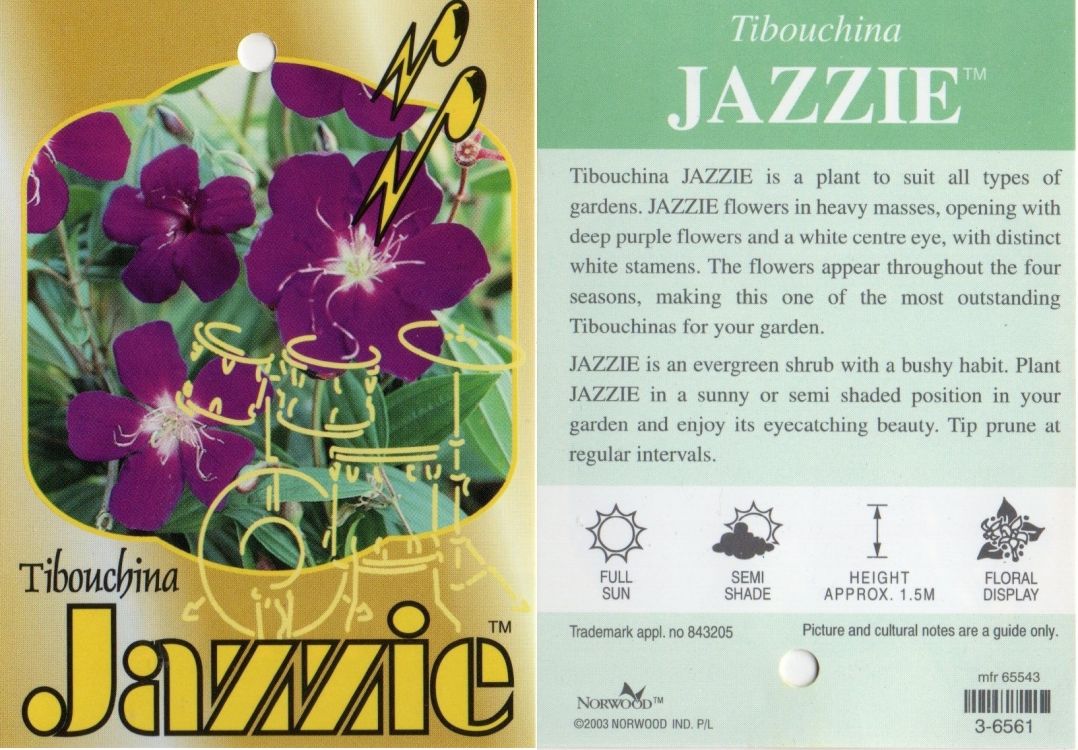 Tibouchina
Jazzie™
Tibouchina
JAZZIE™
Tibouchina JAZZIE is a plant to suit all types of
gardens. JAZZIE flowers in heavy masses, opening with
deep purple flowers and a white centre eye, with distinct
white stamens. The flowers appear throughout the four
seasons, making this one of the most outstanding
Tibouchinas for your garden.
JAZZIE is an evergreen shrub with a bushy habit. Plant
JAZZIE in a sunny or semi shaded position in your
garden and enjoy its eyecatching beauty. Tip prune at
regular intervals.
FULL
SUN
SEMI
SHADE
HEIGHT
APPROX. 1.5M
FLORAL
DISPLAY
Trademark appl. no 843205
Picture and cultural notes are a guide only.
NORWOOD™
©2003 NORWOOD IND. P/L
mfr 65543
3-6561